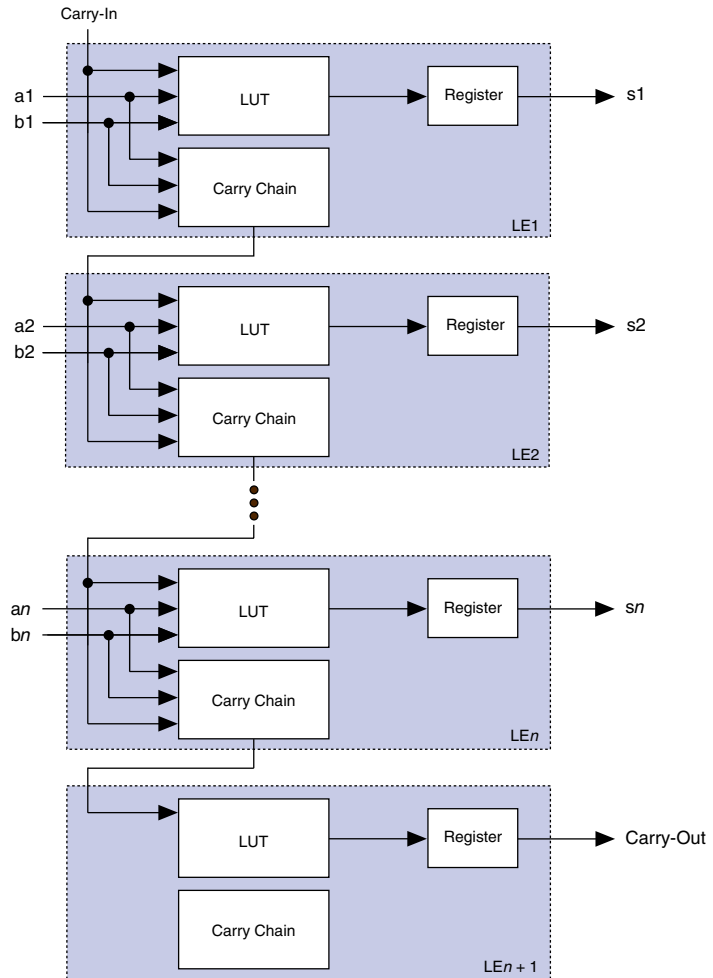 Carry-In
a1
b1
LUT
Register
s1
Carry Chain
LE1
a2
b2
LUT
Register
s2
Carry Chain
LE2
an
bn
LUT
Register
sn
Carry Chain
LEn
LUT
Register
Carry-Out
Carry Chain
LEn + 1